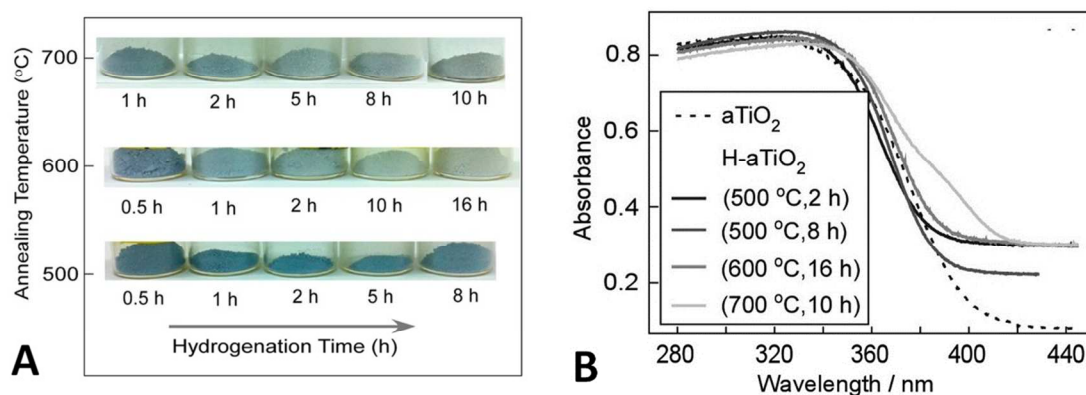 Annealing Temperature (°C)
700
1 h 2 h 5 h 8 h 10 h
600
0.5 h 1 h 2 h 10 h 16 h
500
0.5 h 1 h 2 h 5 h 8 h
Hydrogenation Time (h)
A
Absorbance
0.8
0.6
0.4
0.2
aTiO₂
H-aTiO₂
(500 °C,2 h)
(500 °C,8 h)
(600 °C,16 h)
(700 °C,10 h)
280 320 360 400 440
Wavelength / nm
B